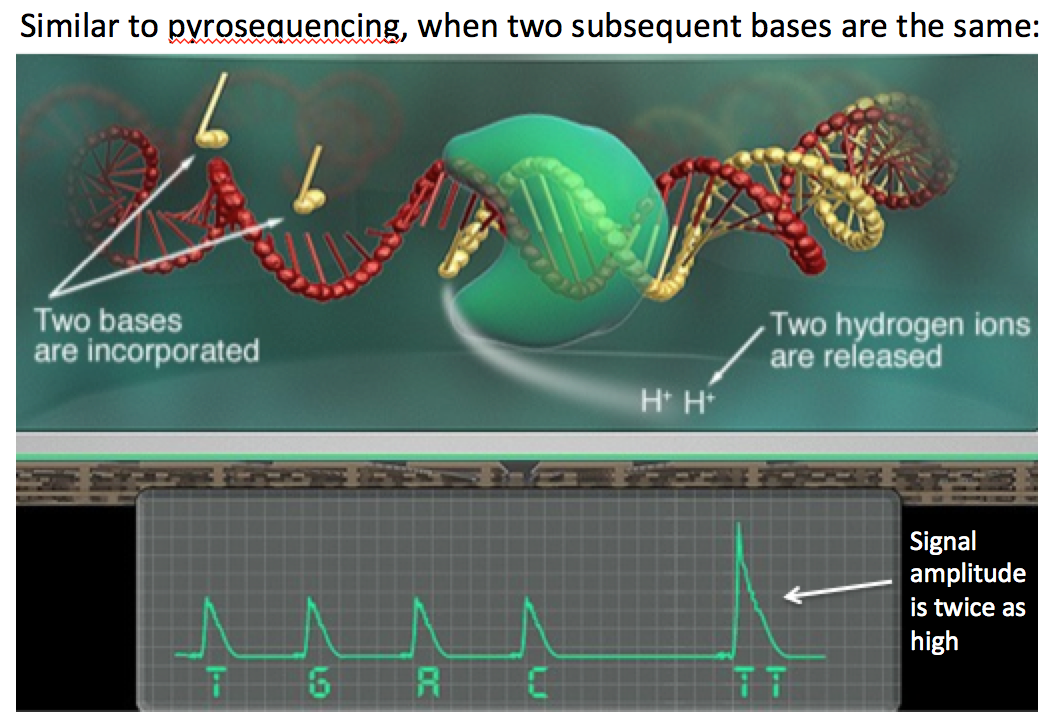 Similar to pyrosequencing, when two subsequent bases are the same:
Two bases
are incorporated
Two hydrogen ions
are released
H+ H+
Signal
amplitude
is twice as
high
T G A C TT